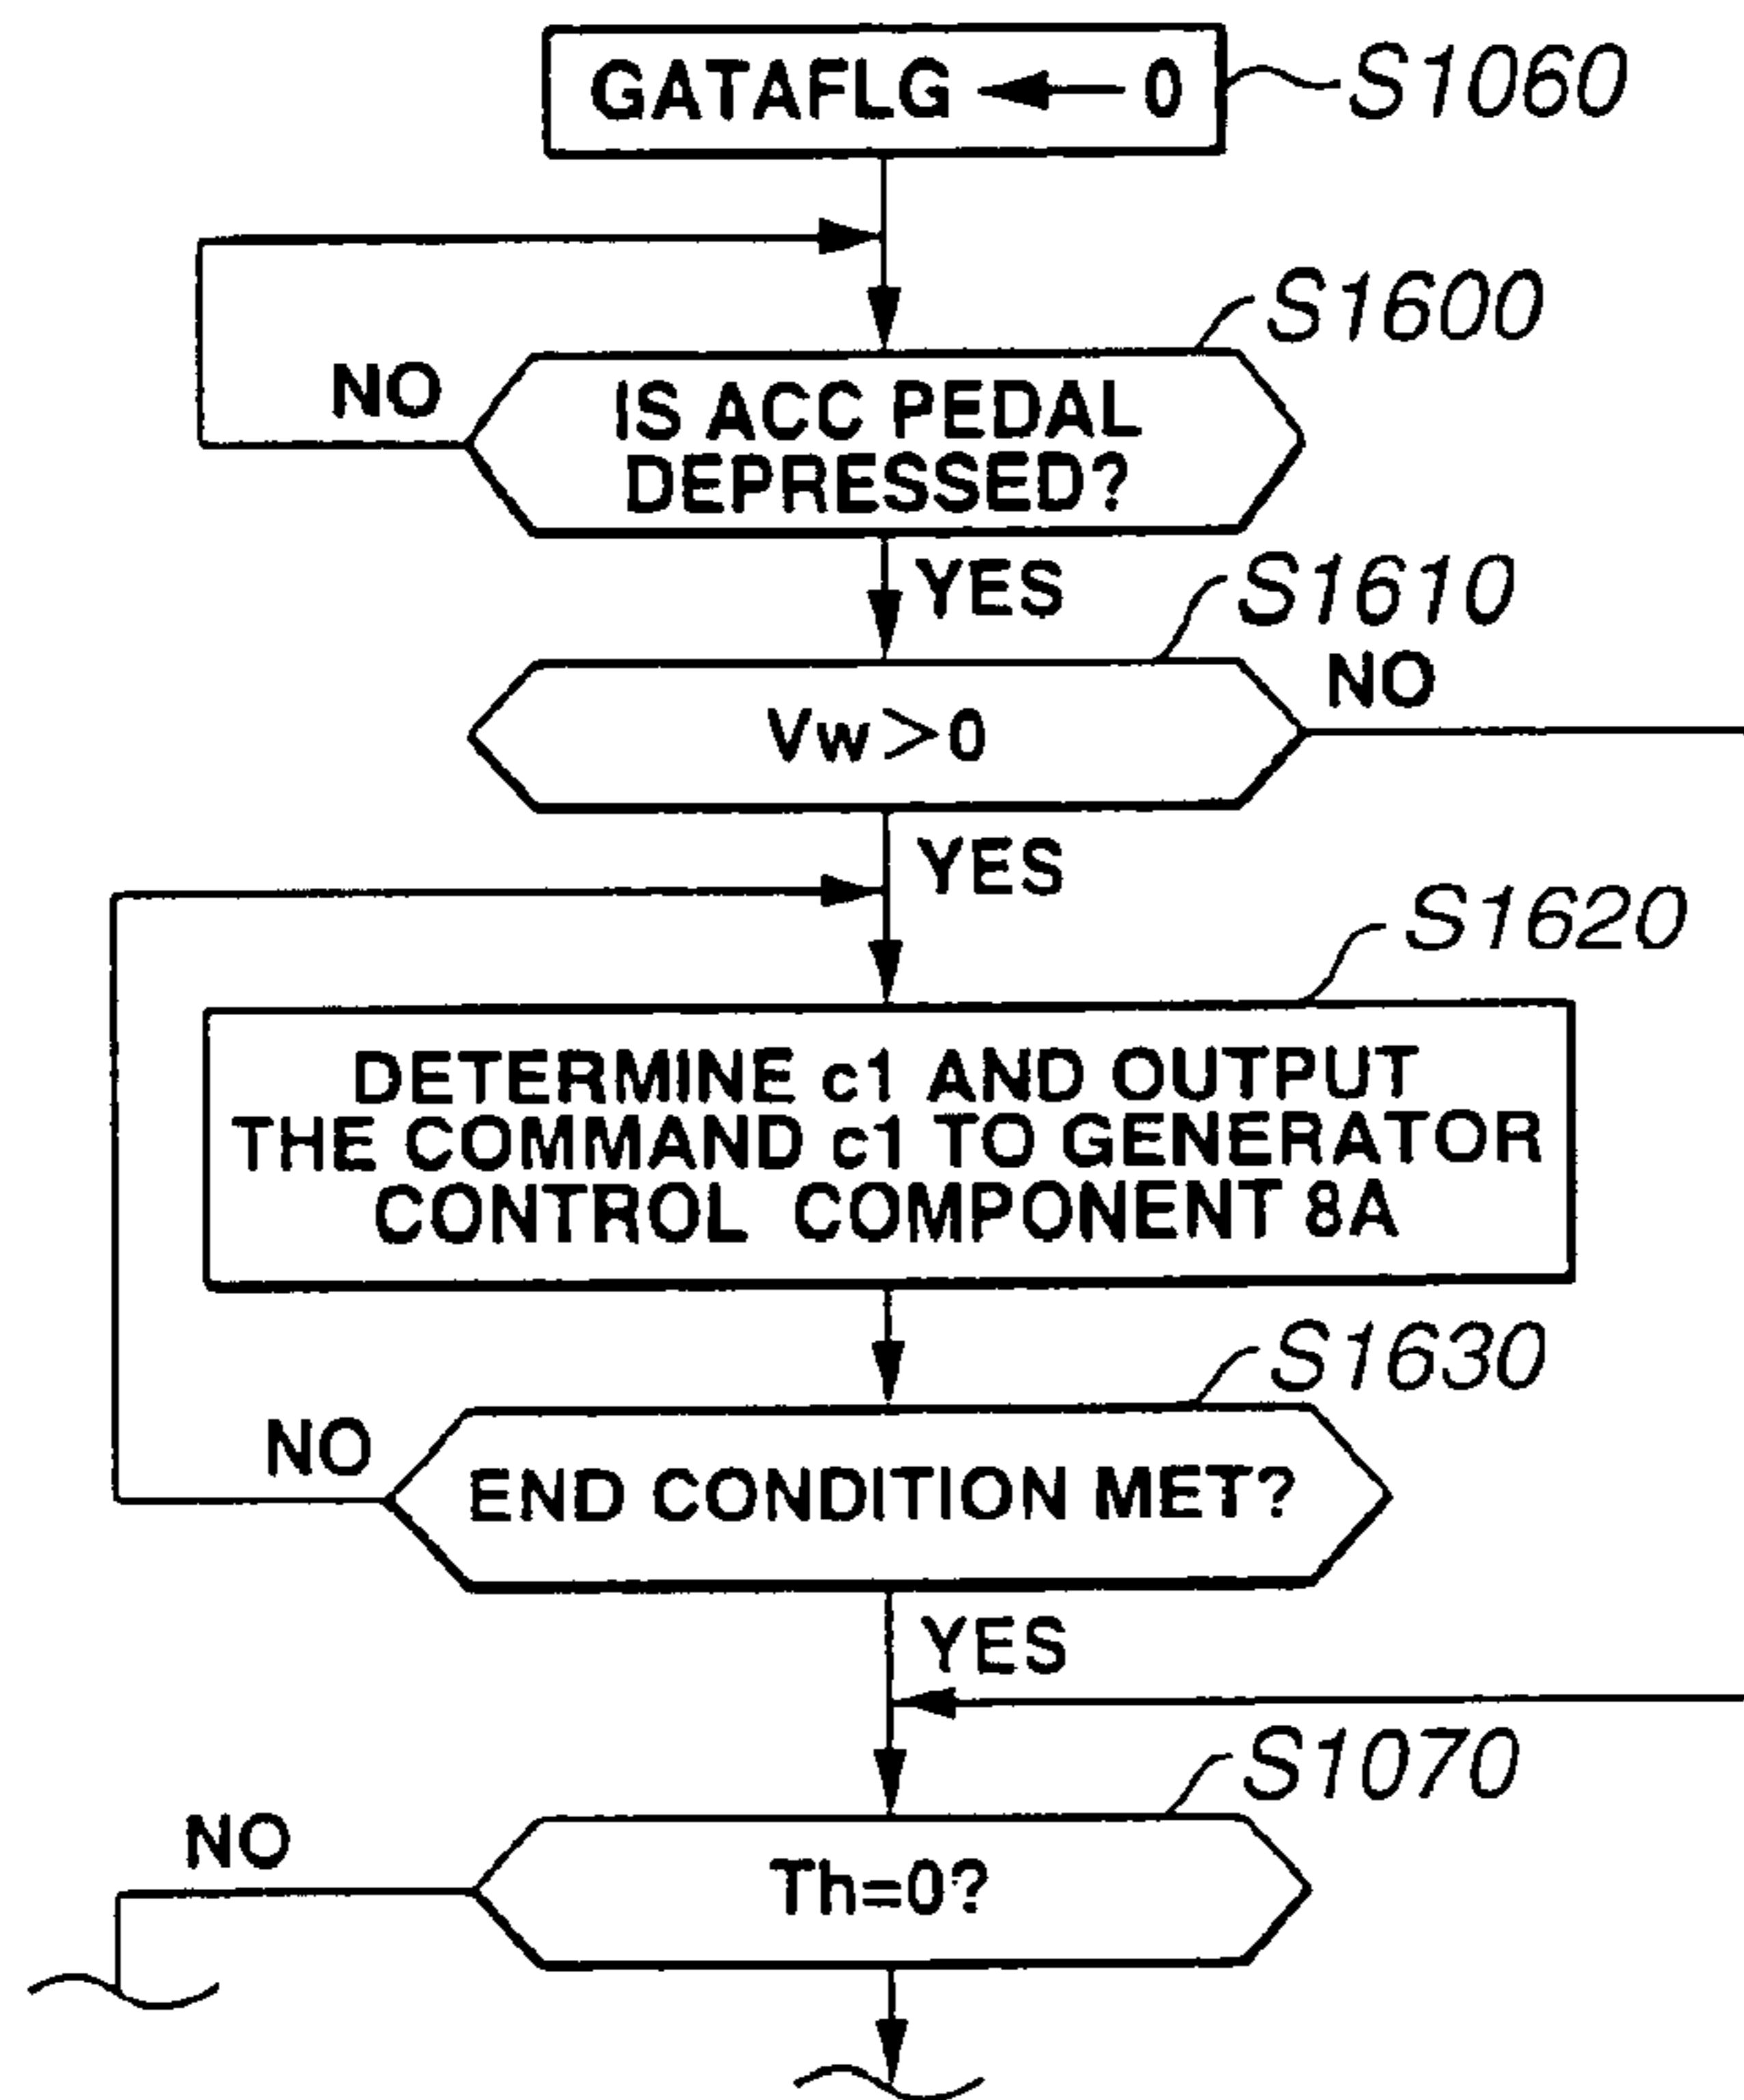 GATAFLG ← 0
S1060
S1600
NO
IS ACC PEDAL
DEPRESSED?
YES
S1610
NO
Vw>0
YES
S1620
DETERMINE c1 AND OUTPUT
THE COMMAND c1 TO GENERATOR
CONTROL COMPONENT 8A
S1630
NO
END CONDITION MET?
YES
S1070
NO
Th=0?